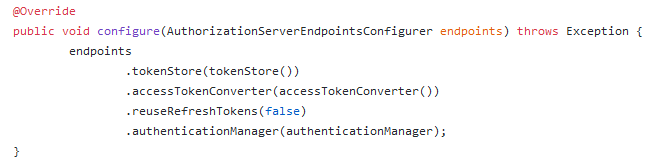 @Override
public void configure(AuthorizationServerEndpointsConfigurer endpoints) throws Exception {
        endpoints
                .tokenStore(tokenStore())
                .accessTokenConverter(accessTokenConverter())
                .reuseRefreshTokens(false)
                .authenticationManager(authenticationManager);
}